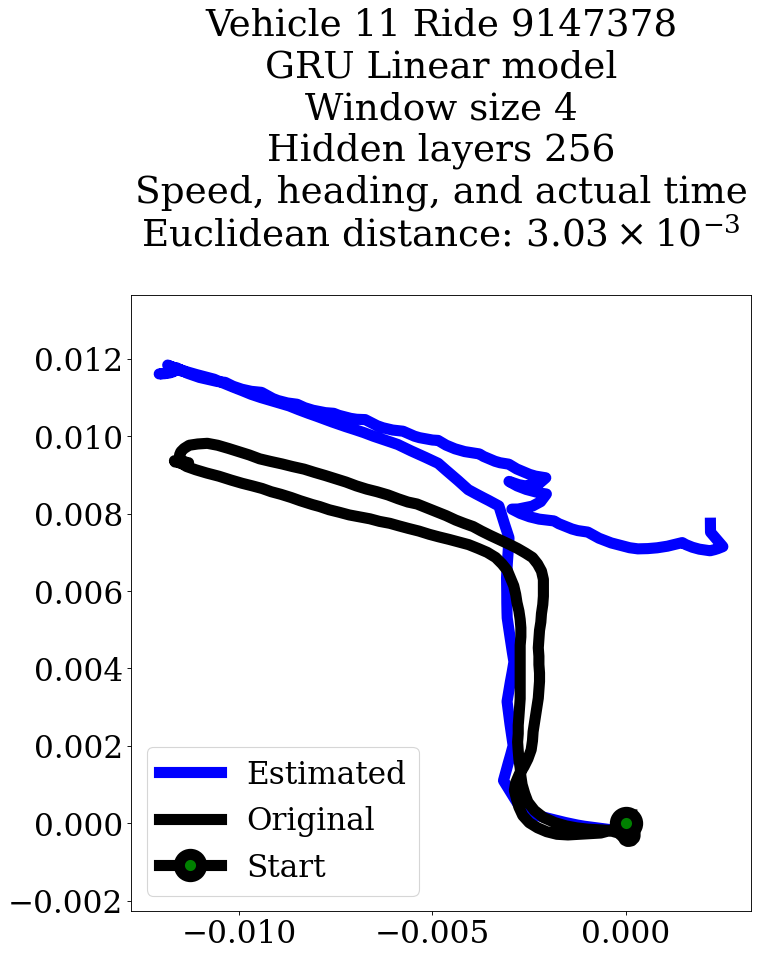 Vehicle 11 Ride 9147378
GRU Linear model
Window size 4
Hidden layers 256
Speed, heading, and actual time
Euclidean distance: 3.03 × 10⁻³
0.012
0.010
0.008
0.006
0.004
0.002
0.000
−0.002
Estimated
Original
Start
−0.010 −0.005 0.000